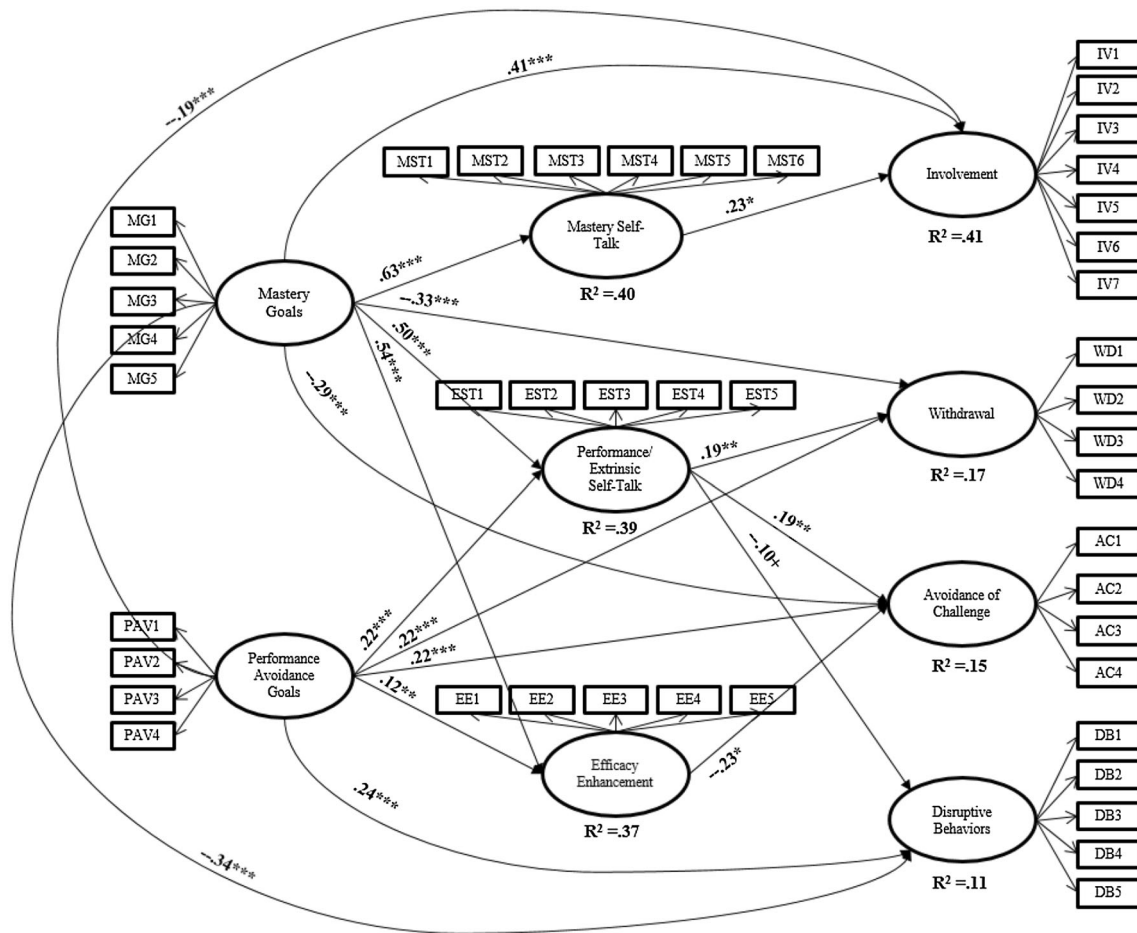 --.19***
.41***
MST1
MST2
MST3
MST4
MST5
MST6
Mastery Self-
Talk
R² =.40
.23*
Involvement
R² =.41
IV1
IV2
IV3
IV4
IV5
IV6
IV7
MG1
MG2
MG3
MG4
MG5
Mastery
Goals
.63***
--.33***
.50***
.54***
--.29***
EST1
EST2
EST3
EST4
EST5
Performance/
Extrinsic
Self-Talk
R² =.39
.19**
.19**
--.10+
Withdrawal
R² =.17
WD1
WD2
WD3
WD4
Avoidance of
Challenge
R² =.15
AC1
AC2
AC3
AC4
PAV1
PAV2
PAV3
PAV4
Performance
Avoidance
Goals
.22***
.22***
.22***
.12**
.24***
--.34***
EE1
EE2
EE3
EE4
EE5
Efficacy
Enhancement
R² =.37
--.23*
Disruptive
Behaviors
R² =.11
DB1
DB2
DB3
DB4
DB5